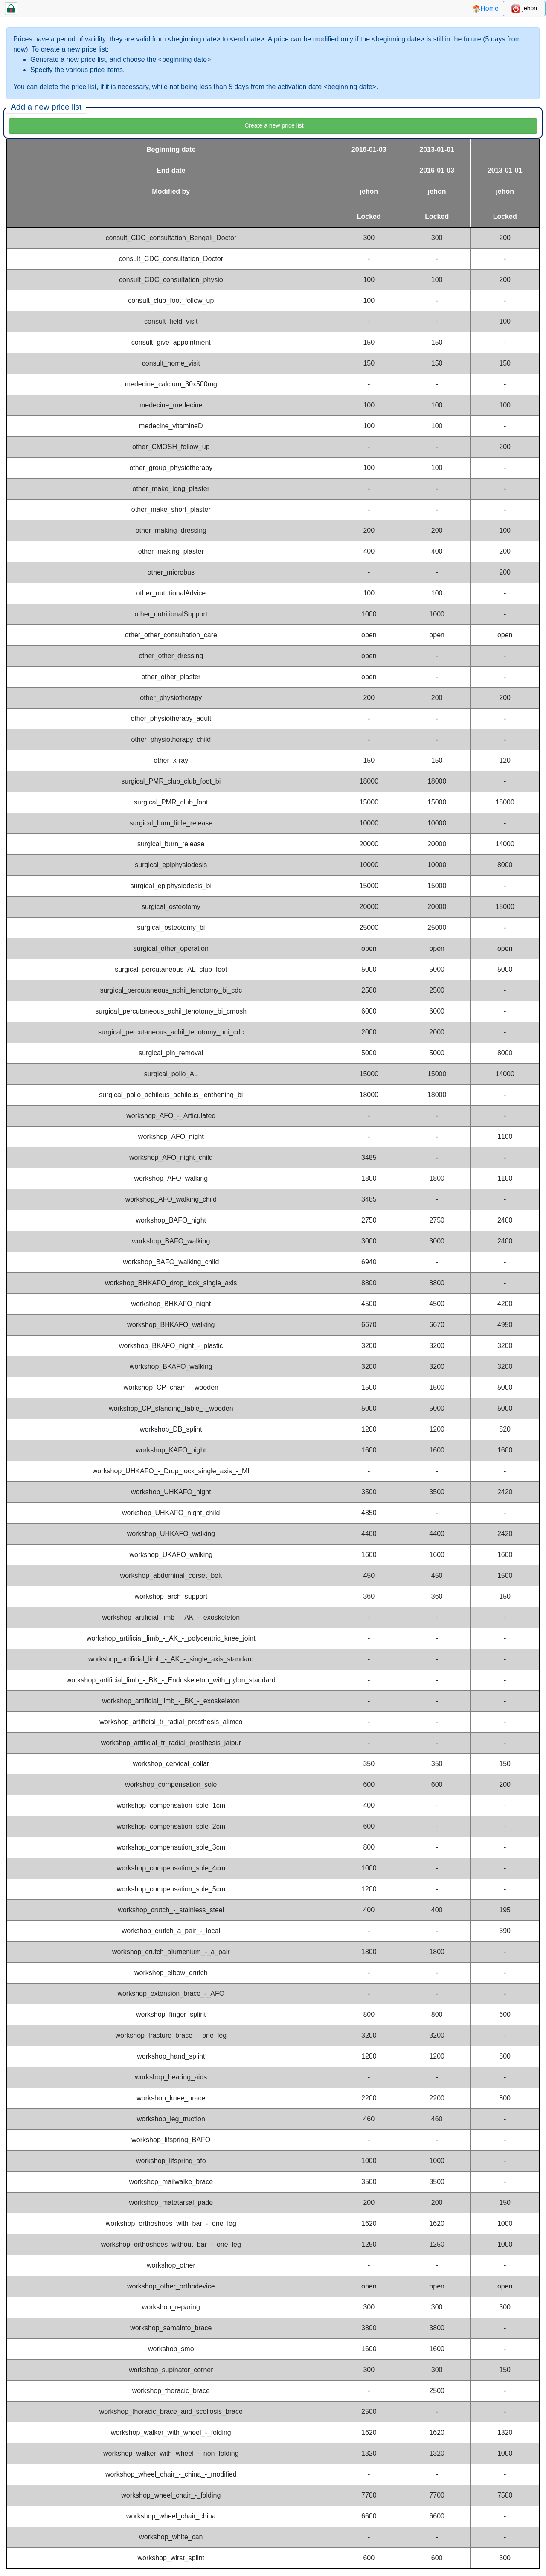 Home jehon
Prices have a period of validity: they are valid from <beginning date> to <end date>. A price can be modified only if the <beginning date> is still in the future (5 days from
now). To create a new price list:
Generate a new price list, and choose the <beginning date>.
Specify the various price items.
You can delete the price list, if it is necessary, while not being less than 5 days from the activation date <beginning date>.
Add a new price list
Create a new price list
Beginning date 2016-01-03 2013-01-01
End date 2016-01-03 2013-01-01
Modified by jehon jehon jehon
Locked Locked Locked
consult_CDC_consultation_Bengali_Doctor 300 300 200
consult_CDC_consultation_Doctor - - -
consult_CDC_consultation_physio 100 100 200
consult_club_foot_follow_up 100 - -
consult_field_visit - - 100
consult_give_appointment 150 150 -
consult_home_visit 150 150 150
medecine_calcium_30x500mg - - -
medecine_medecine 100 100 100
medecine_vitamineD 100 100 -
other_CMOSH_follow_up - - 200
other_group_physiotherapy 100 100 -
other_make_long_plaster - - -
other_make_short_plaster - - -
other_making_dressing 200 200 100
other_making_plaster 400 400 200
other_microbus - - 200
other_nutritionalAdvice 100 100 -
other_nutritionalSupport 1000 1000 -
other_other_consultation_care open open open
other_other_dressing open - -
other_other_plaster open - -
other_physiotherapy 200 200 200
other_physiotherapy_adult - - -
other_physiotherapy_child - - -
other_x-ray 150 150 120
surgical_PMR_club_club_foot_bi 18000 18000 -
surgical_PMR_club_foot 15000 15000 18000
surgical_burn_little_release 10000 10000 -
surgical_burn_release 20000 20000 14000
surgical_epiphysiodesis 10000 10000 8000
surgical_epiphysiodesis_bi 15000 15000 -
surgical_osteotomy 20000 20000 18000
surgical_osteotomy_bi 25000 25000 -
surgical_other_operation open open open
surgical_percutaneous_AL_club_foot 5000 5000 5000
surgical_percutaneous_achil_tenotomy_bi_cdc 2500 2500 -
surgical_percutaneous_achil_tenotomy_bi_cmosh 6000 6000 -
surgical_percutaneous_achil_tenotomy_uni_cdc 2000 2000 -
surgical_pin_removal 5000 5000 8000
surgical_polio_AL 15000 15000 14000
surgical_polio_achileus_achileus_lenthening_bi 18000 18000 -
workshop_AFO_-_Articulated - - -
workshop_AFO_night - - 1100
workshop_AFO_night_child 3485 - -
workshop_AFO_walking 1800 1800 1100
workshop_AFO_walking_child 3485 - -
workshop_BAFO_night 2750 2750 2400
workshop_BAFO_walking 3000 3000 2400
workshop_BAFO_walking_child 6940 - -
workshop_BHKAFO_drop_lock_single_axis 8800 8800 -
workshop_BHKAFO_night 4500 4500 4200
workshop_BHKAFO_walking 6670 6670 4950
workshop_BKAFO_night_-_plastic 3200 3200 3200
workshop_BKAFO_walking 3200 3200 3200
workshop_CP_chair_-_wooden 1500 1500 5000
workshop_CP_standing_table_-_wooden 5000 5000 5000
workshop_DB_splint 1200 1200 820
workshop_KAFO_night 1600 1600 1600
workshop_UHKAFO_-_Drop_lock_single_axis_-_MI - - -
workshop_UHKAFO_night 3500 3500 2420
workshop_UHKAFO_night_child 4850 - -
workshop_UHKAFO_walking 4400 4400 2420
workshop_UKAFO_walking 1600 1600 1600
workshop_abdominal_corset_belt 450 450 1500
workshop_arch_support 360 360 150
workshop_artificial_limb_-_AK_-_exoskeleton - - -
workshop_artificial_limb_-_AK_-_polycentric_knee_joint - - -
workshop_artificial_limb_-_AK_-_single_axis_standard - - -
workshop_artificial_limb_-_BK_-_Endoskeleton_with_pylon_standard - - -
workshop_artificial_limb_-_BK_-_exoskeleton - - -
workshop_artificial_tr_radial_prosthesis_alimco - - -
workshop_artificial_tr_radial_prosthesis_jaipur - - -
workshop_cervical_collar 350 350 150
workshop_compensation_sole 600 600 200
workshop_compensation_sole_1cm 400 - -
workshop_compensation_sole_2cm 600 - -
workshop_compensation_sole_3cm 800 - -
workshop_compensation_sole_4cm 1000 - -
workshop_compensation_sole_5cm 1200 - -
workshop_crutch_-_stainless_steel 400 400 195
workshop_crutch_a_pair_-_local - - 390
workshop_crutch_alumenium_-_a_pair 1800 1800 -
workshop_elbow_crutch - - -
workshop_extension_brace_-_AFO - - -
workshop_finger_splint 800 800 600
workshop_fracture_brace_-_one_leg 3200 3200 -
workshop_hand_splint 1200 1200 800
workshop_hearing_aids - - -
workshop_knee_brace 2200 2200 800
workshop_leg_truction 460 460 -
workshop_lifspring_BAFO - - -
workshop_lifspring_afo 1000 1000 -
workshop_mailwalke_brace 3500 3500 -
workshop_matetarsal_pade 200 200 150
workshop_orthoshoes_with_bar_-_one_leg 1620 1620 1000
workshop_orthoshoes_without_bar_-_one_leg 1250 1250 1000
workshop_other - - -
workshop_other_orthodevice open open open
workshop_reparing 300 300 300
workshop_samainto_brace 3800 3800 -
workshop_smo 1600 1600 -
workshop_supinator_corner 300 300 150
workshop_thoracic_brace - 2500 -
workshop_thoracic_brace_and_scoliosis_brace 2500 - -
workshop_walker_with_wheel_-_folding 1620 1620 1320
workshop_walker_with_wheel_-_non_folding 1320 1320 1000
workshop_wheel_chair_-_china_-_modified - - -
workshop_wheel_chair_-_folding 7700 7700 7500
workshop_wheel_chair_china 6600 6600 -
workshop_white_can - - -
workshop_wirst_splint 600 600 300